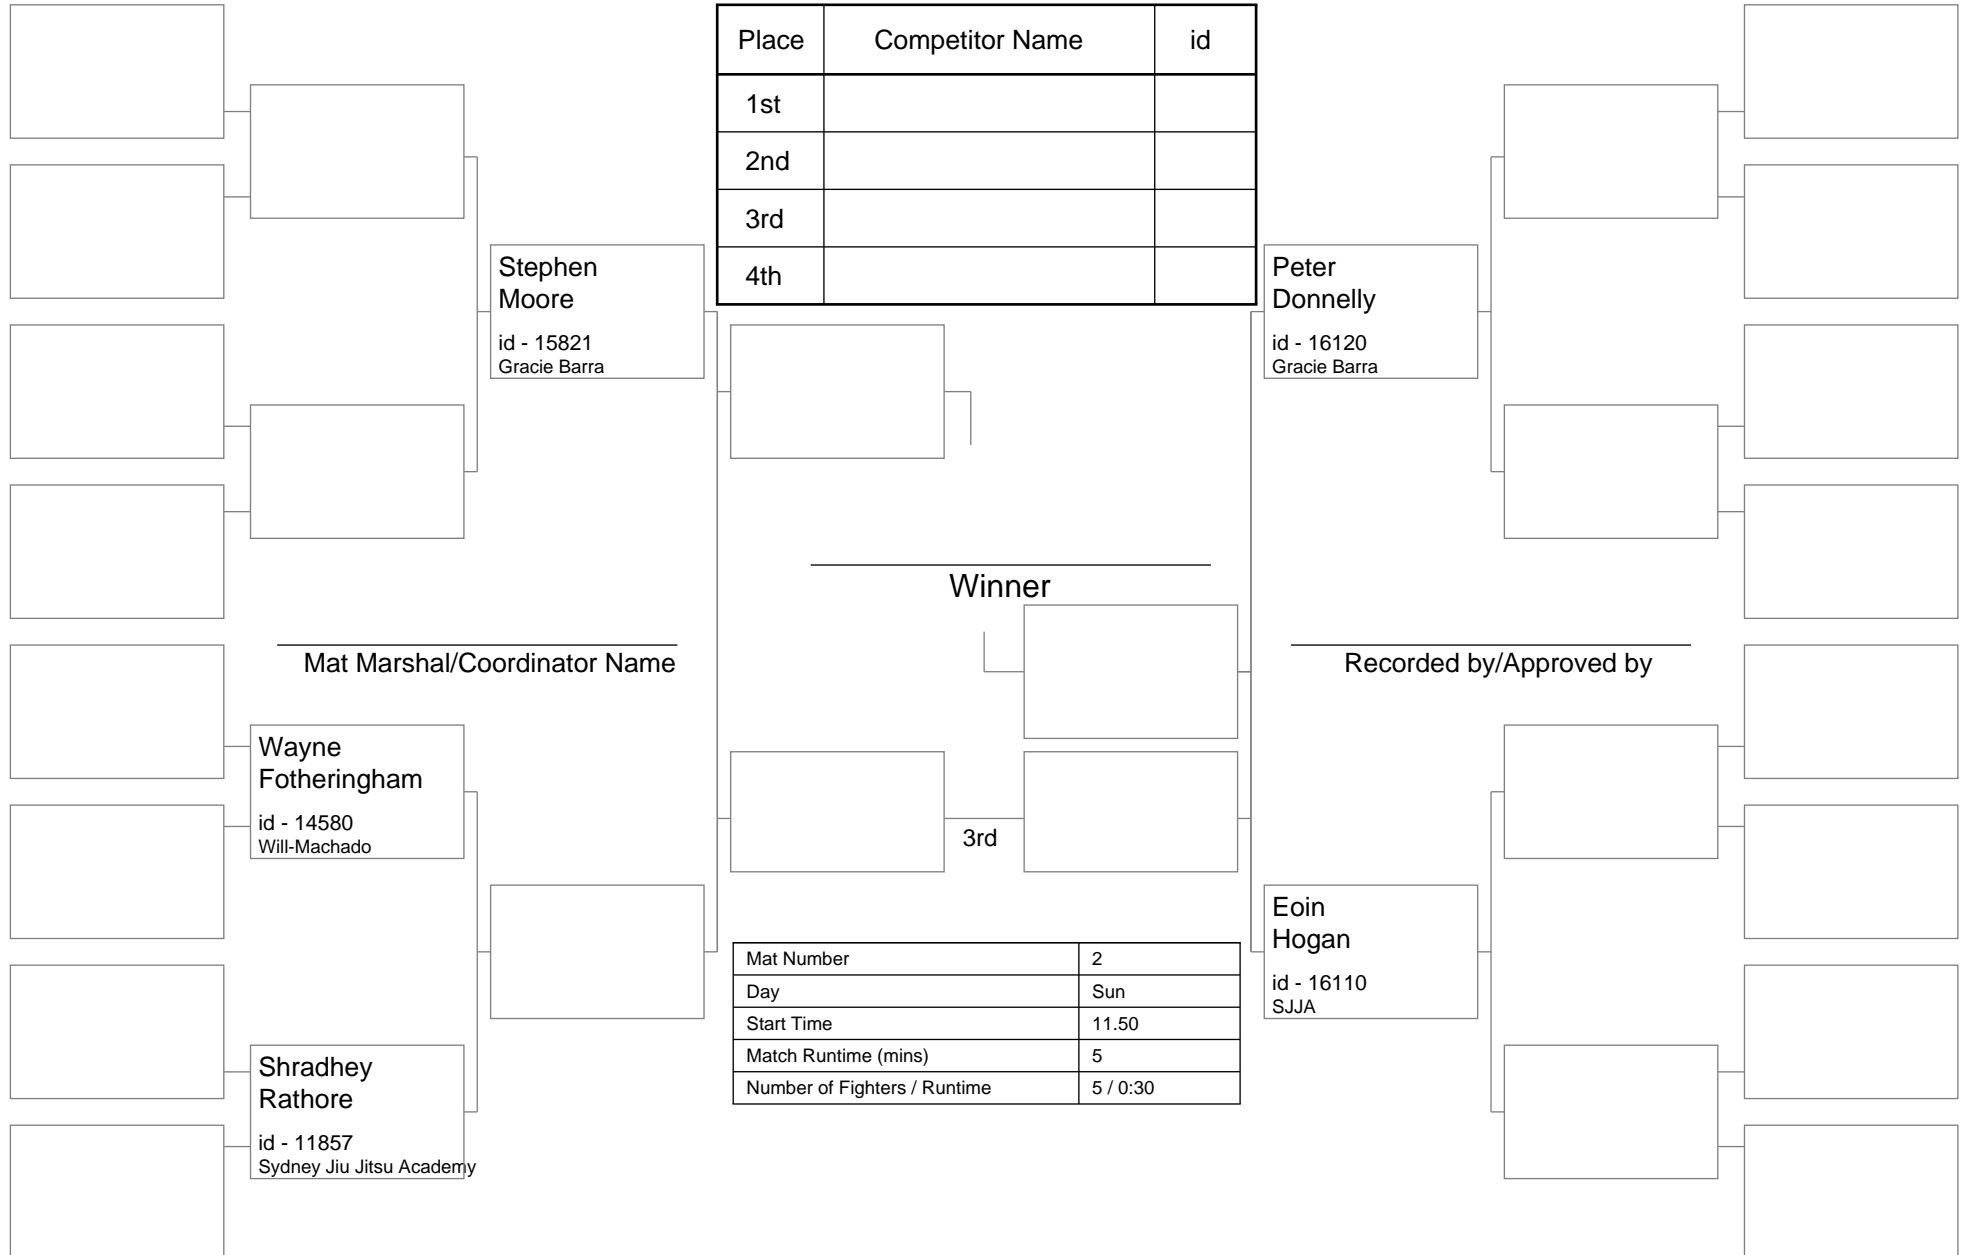 Place Competitor Name id
1st
2nd
3rd
4th
Stephen
Moore
id - 15821
Gracie Barra
Peter
Donnelly
id - 16120
Gracie Barra
Winner
Mat Marshal/Coordinator Name
Recorded by/Approved by
Wayne
Fotheringham
id - 14580
Will-Machado
3rd
Eoin
Hogan
id - 16110
SJJA
Shradhey
Rathore
id - 11857
Sydney Jiu Jitsu Academy
Mat Number 2
Day Sun
Start Time 11.50
Match Runtime (mins) 5
Number of Fighters / Runtime 5 / 0:30